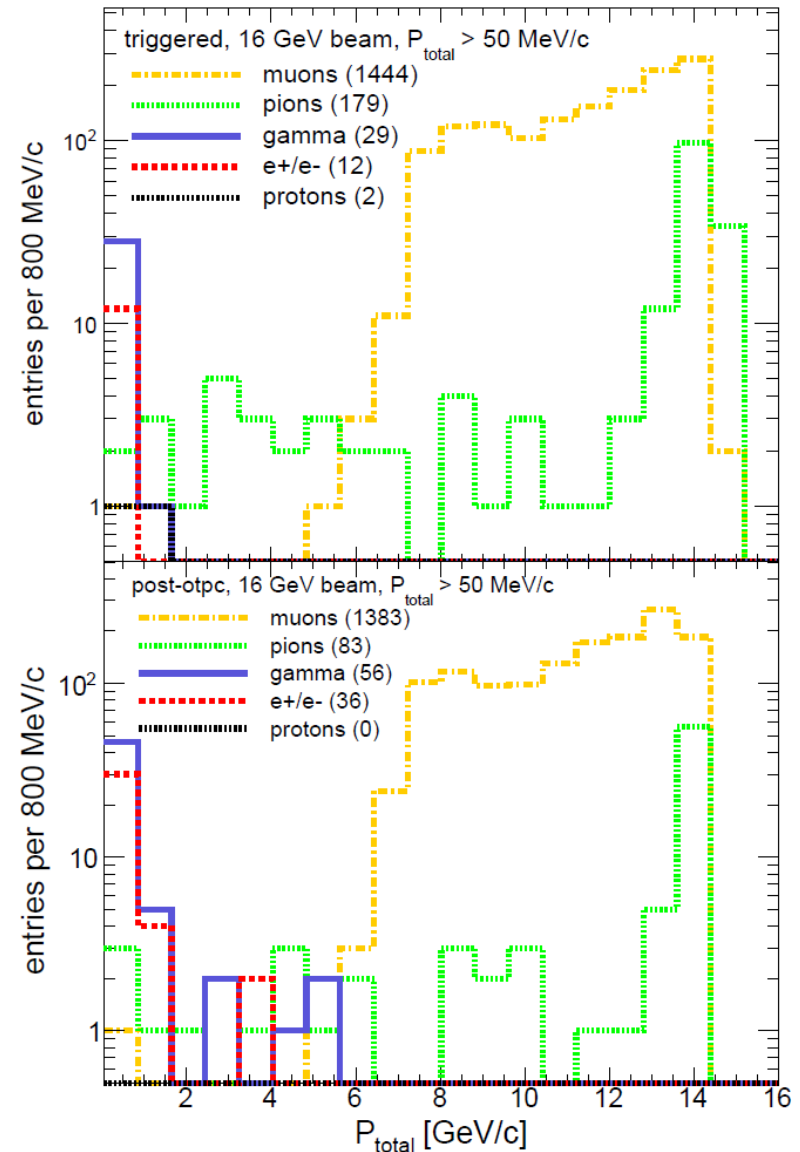 triggered, 16 GeV beam, P_total > 50 MeV/c
muons (1444)
pions (179)
gamma (29)
e+/e- (12)
protons (2)
10²
10
1
entries per 800 MeV/c
post-otpc, 16 GeV beam, P_total > 50 MeV/c
muons (1383)
pions (83)
gamma (56)
e+/e- (36)
protons (0)
10²
10
1
entries per 800 MeV/c
2 4 6 8 10 12 14 16
P_total [GeV/c]